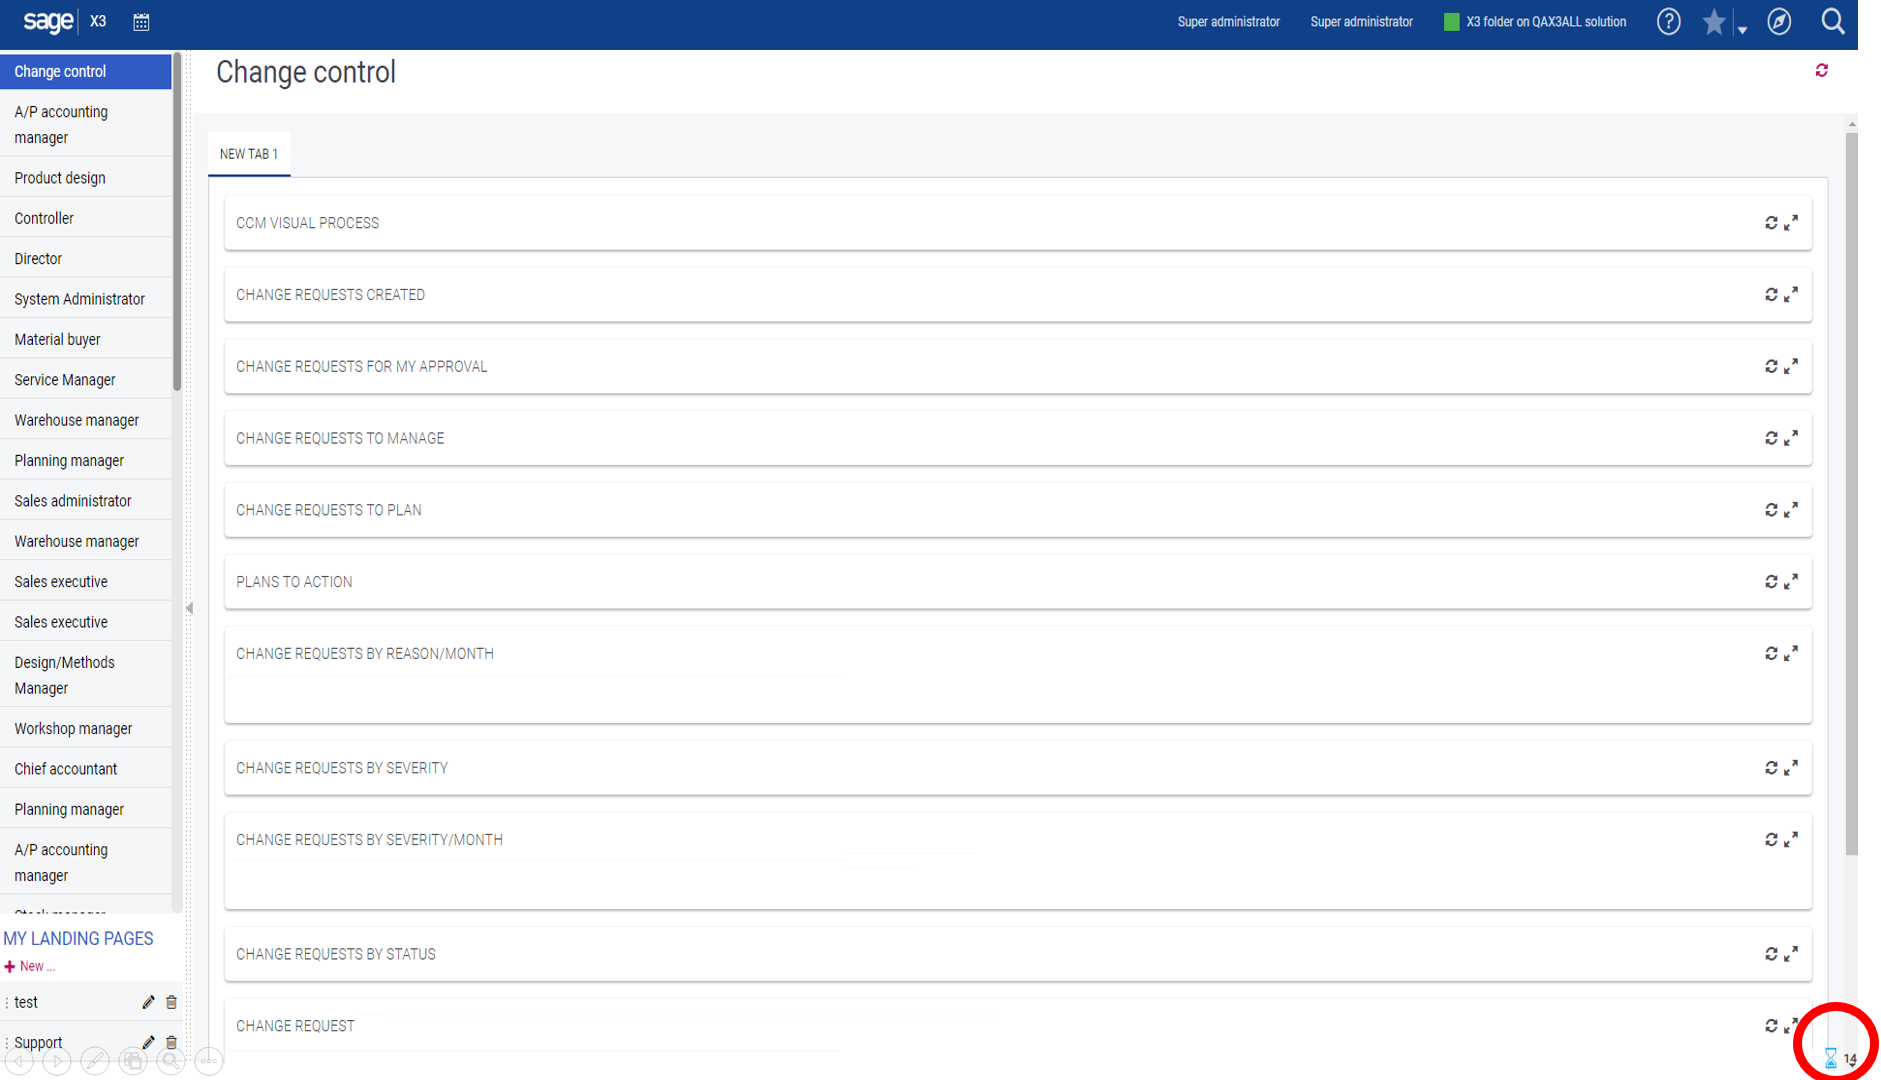 sage X3
Super administrator
Super administrator
X3 folder on QAX3ALL solution
Change control
A/P accounting
manager
Product design
Controller
Director
System Administrator
Material buyer
Service Manager
Warehouse manager
Planning manager
Sales administrator
Warehouse manager
Sales executive
Sales executive
Design/Methods
Manager
Workshop manager
Chief accountant
Planning manager
A/P accounting
manager
Stock manager
MY LANDING PAGES
New ...
test
Support
Change control
NEW TAB 1
CCM VISUAL PROCESS
CHANGE REQUESTS CREATED
CHANGE REQUESTS FOR MY APPROVAL
CHANGE REQUESTS TO MANAGE
CHANGE REQUESTS TO PLAN
PLANS TO ACTION
CHANGE REQUESTS BY REASON/MONTH
CHANGE REQUESTS BY SEVERITY
CHANGE REQUESTS BY SEVERITY/MONTH
CHANGE REQUESTS BY STATUS
CHANGE REQUEST
14